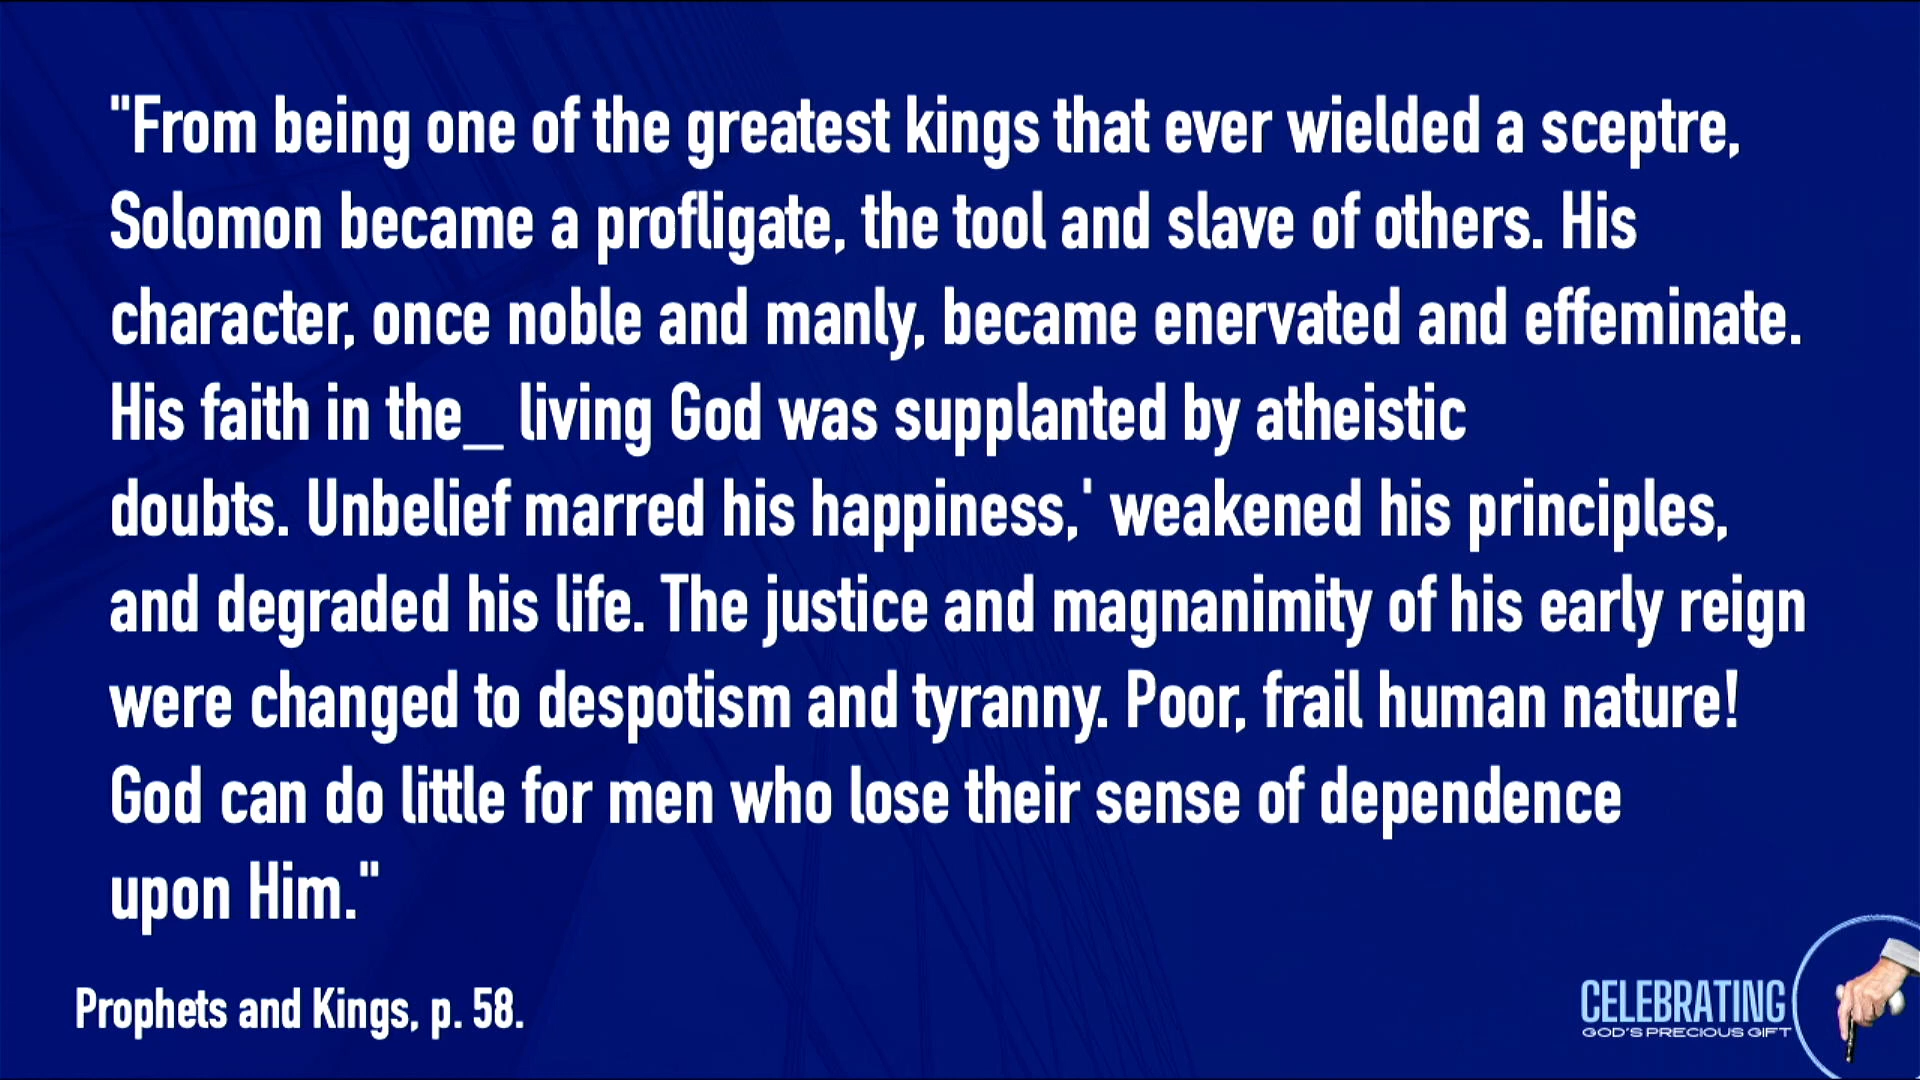 "From being one of the greatest kings that ever wielded a sceptre,
Solomon became a profligate, the tool and slave of others. His
character, once noble and manly, became enervated and effeminate.
His faith in the_ living God was supplanted by atheistic
doubts. Unbelief marred his happiness,' weakened his principles,
and degraded his life. The justice and magnanimity of his early reign
were changed to despotism and tyranny. Poor, frail human nature!
God can do little for men who lose their sense of dependence
upon Him."
Prophets and Kings, p. 58.
CELEBRATING
GOD'S PRECIOUS GIFT